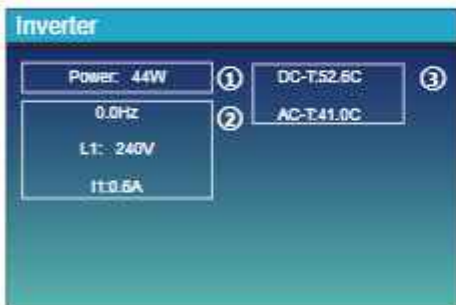 Inverter
Power: 44W
①
0.0Hz
L1: 240V
I1:0.6A
②
DC-T:52.6C
AC-T:41.0C
③